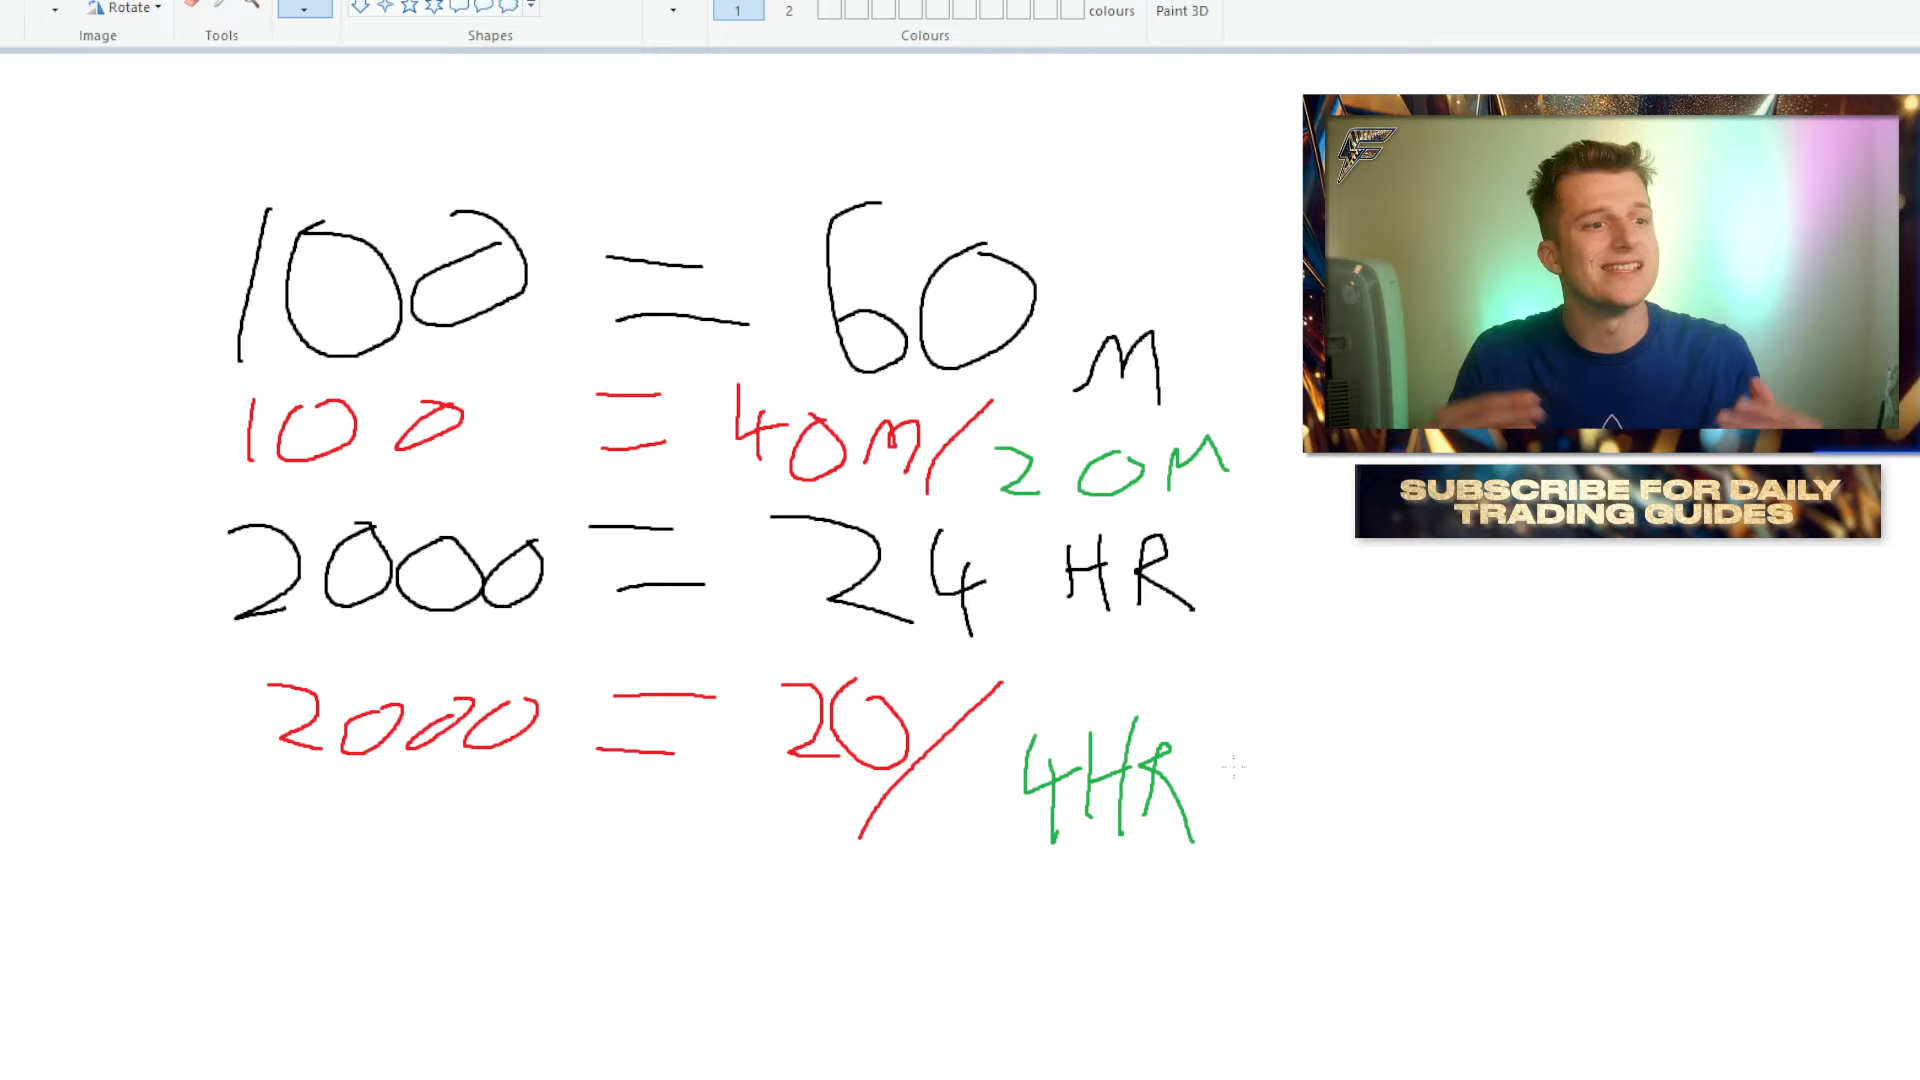 Rotate
1
2
colours
Paint 3D
Image
Tools
Shapes
Colours
100 = 60 M
100 = 40M/20M
2000 = 24 HR
2000 = 20/4HR
SUBSCRIBE FOR DAILY
TRADING GUIDES